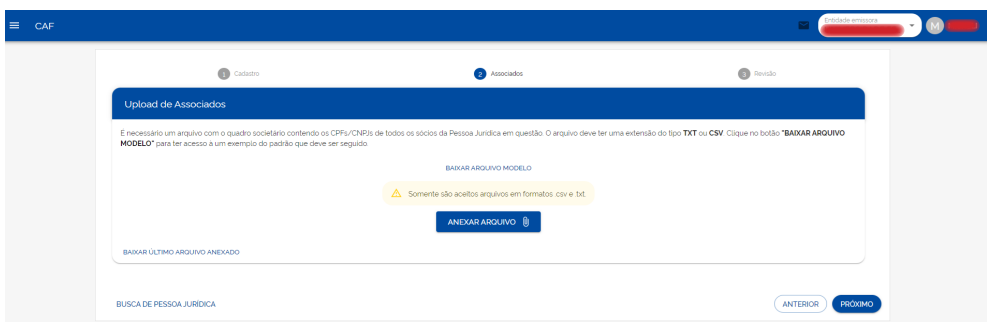 CAF
Entidade emissora
M
1 Cadastro
2 Associados
3 Revisão
Upload de Associados
É necessário um arquivo com o quadro societário contendo os CPFs/CNPJs de todos os sócios da Pessoa Jurídica em questão. O arquivo deve ter uma extensão do tipo TXT ou CSV. Clique no botão "BAIXAR ARQUIVO
MODELO" para ter acesso a um exemplo do padrão que deve ser seguido.
BAIXAR ARQUIVO MODELO
Somente são aceitos arquivos em formatos .csv e .txt
ANEXAR ARQUIVO
BAIXAR ÚLTIMO ARQUIVO ANEXADO
BUSCA DE PESSOA JURÍDICA
ANTERIOR
PRÓXIMO